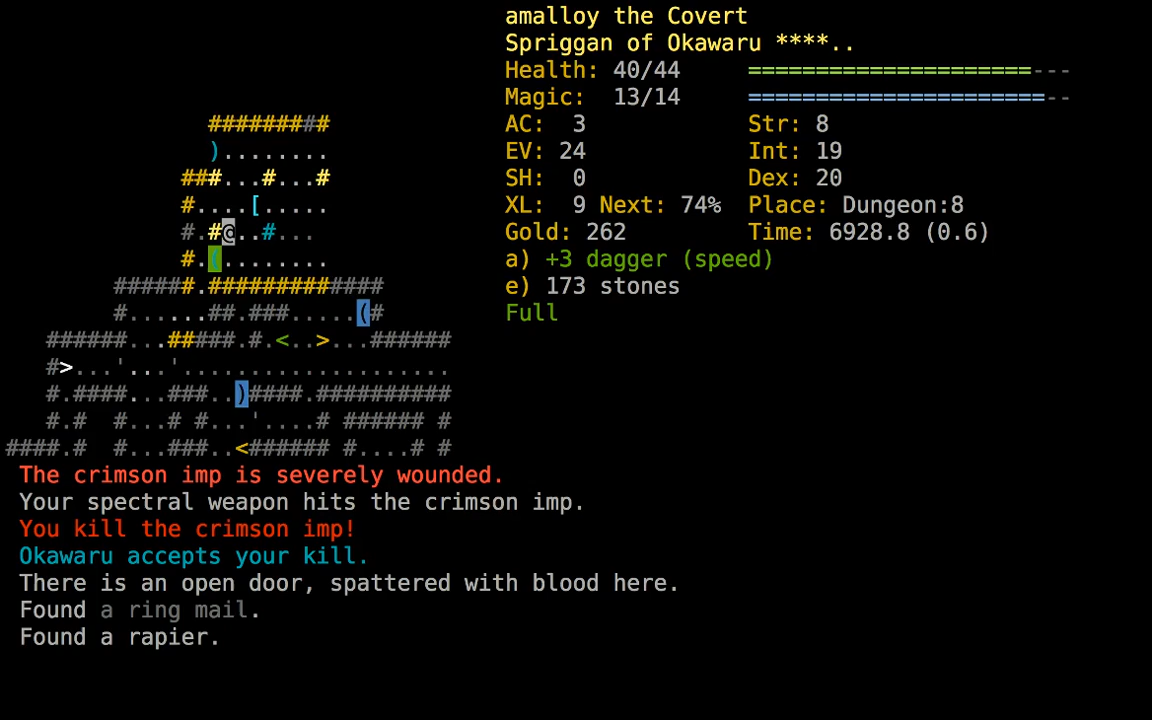 amalloy the Covert
Spriggan of Okawaru ****..
Health: 40/44 =====================---
Magic: 13/14 ======================--
AC: 3 Str: 8
EV: 24 Int: 19
SH: 0 Dex: 20
XL: 9 Next: 74% Place: Dungeon:8
Gold: 262 Time: 6928.8 (0.6)
a) +3 dagger (speed)
e) 173 stones
Full
#########
)........
###...#...#
#....[.....
#.#@..#...
#.(........
######.#############
#......##.###.....(#
######...#####.#.<..>...######
#>...'...'....................
#.####...###..)####.##########
#.# #...# #...'....# ###### #
####.# #...###..<###### #....# #
The crimson imp is severely wounded.
Your spectral weapon hits the crimson imp.
You kill the crimson imp!
Okawaru accepts your kill.
There is an open door, spattered with blood here.
Found a ring mail.
Found a rapier.